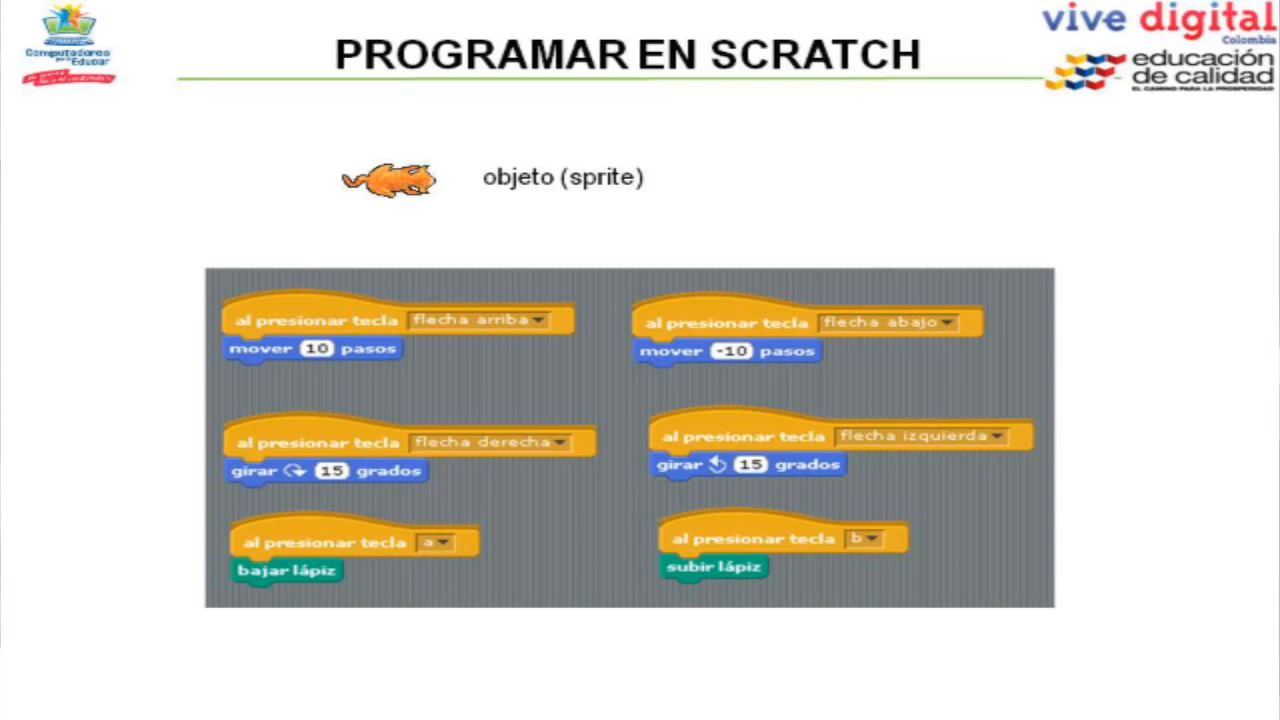 Computadores
para Educar
vive digital
Colombia
PROGRAMAR EN SCRATCH
educación
de calidad
EL CAMINO PARA LA PROSPERIDAD
objeto (sprite)
al presionar tecla flecha arriba
mover 10 pasos
al presionar tecla flecha abajo
mover -10 pasos
al presionar tecla flecha derecha
girar 15 grados
al presionar tecla flecha izquierda
girar 15 grados
al presionar tecla a
bajar lápiz
al presionar tecla b
subir lápiz